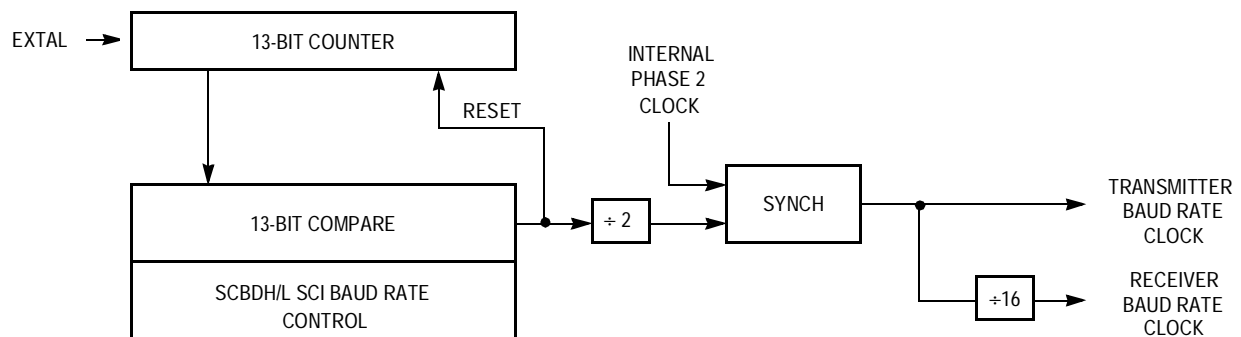 EXTAL
13-BIT COUNTER
INTERNAL
PHASE 2
CLOCK
RESET
13-BIT COMPARE
÷ 2
SYNCH
TRANSMITTER
BAUD RATE
CLOCK
SCBDH/L SCI BAUD RATE
CONTROL
÷16
RECEIVER
BAUD RATE
CLOCK